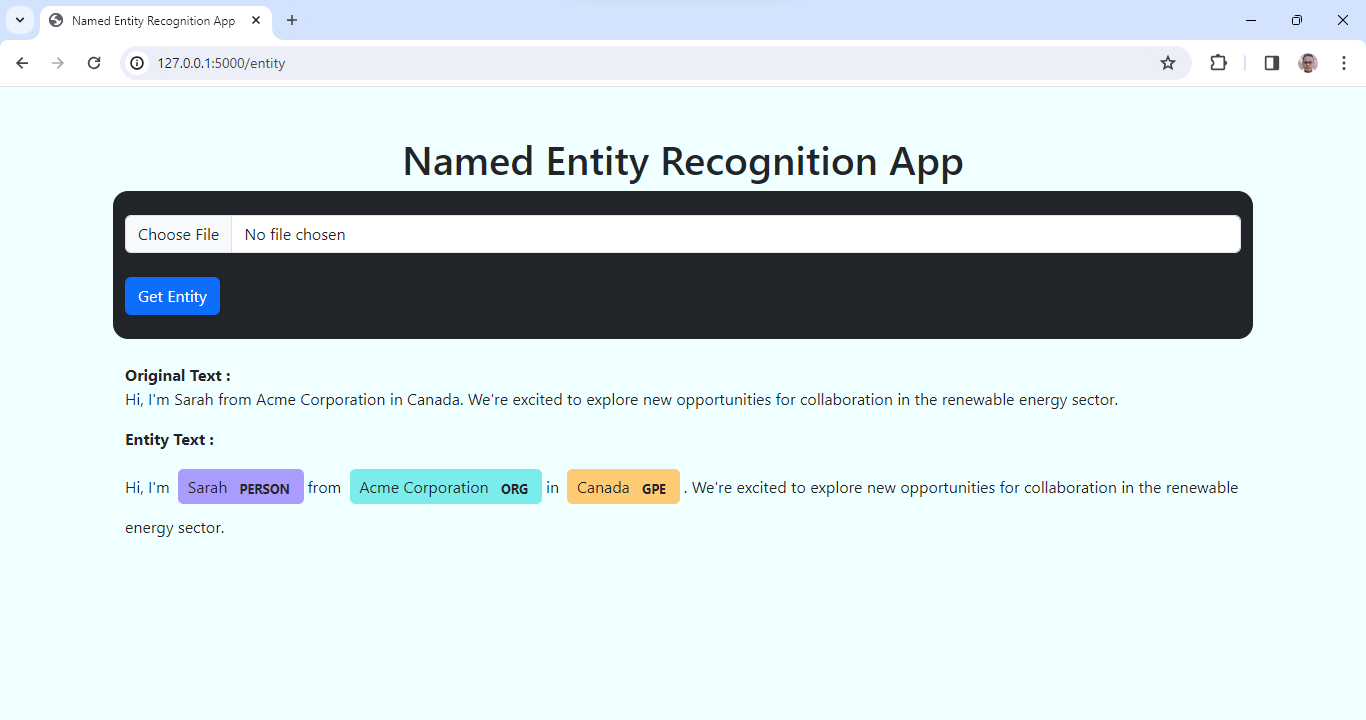 Named Entity Recognition App
127.0.0.1:5000/entity
Named Entity Recognition App
Choose File No file chosen
Get Entity
Original Text :
Hi, I'm Sarah from Acme Corporation in Canada. We're excited to explore new opportunities for collaboration in the renewable energy sector.
Entity Text :
Hi, I'm Sarah PERSON from Acme Corporation ORG in Canada GPE . We're excited to explore new opportunities for collaboration in the renewable
energy sector.